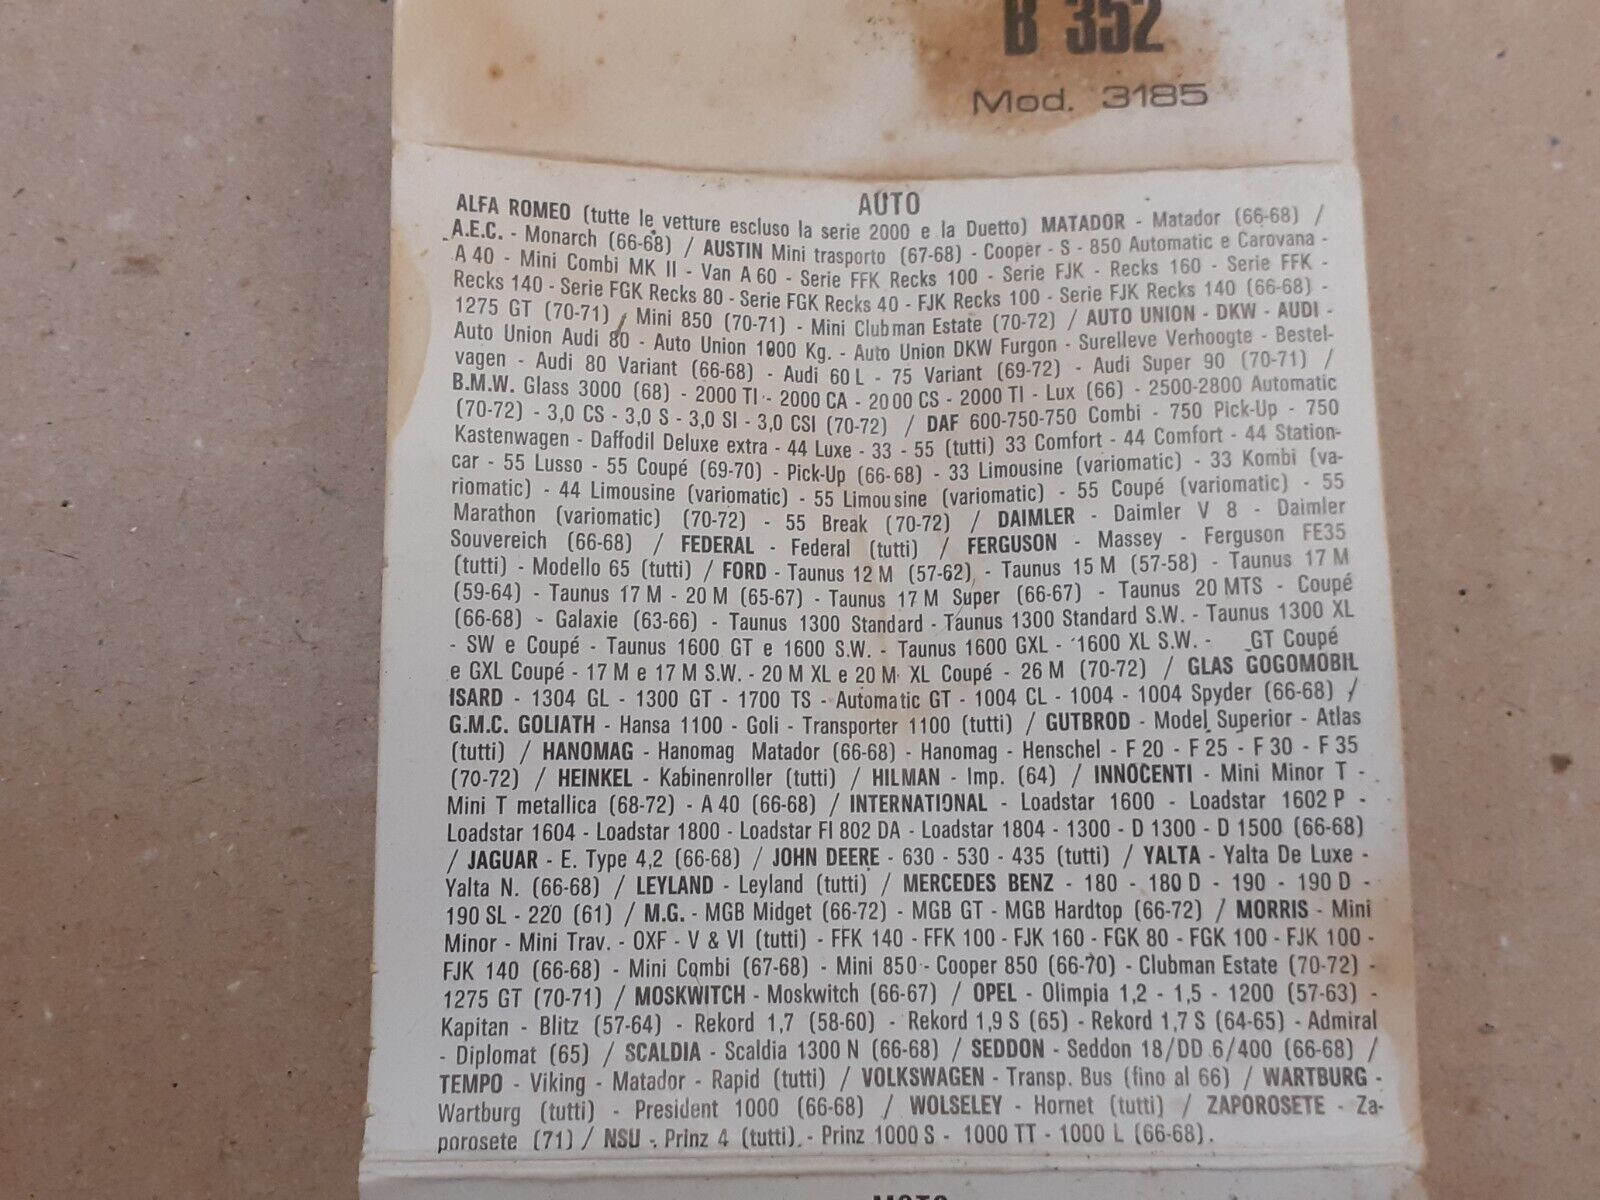 B 352
Mod. 3185
AUTO
ALFA ROMEO (tutte le vetture escluso la serie 2000 e la Duetto) MATADOR - Matador (66-68) /
A.E.C. - Monarch (66-68) / AUSTIN Mini trasporto (67-68) - Cooper - S - 850 Automatic e Carovana -
A 40 - Mini Combi MK II - Van A 60 - Serie FFK Recks 100 - Serie FJK - Recks 160 - Serie FFK -
Recks 140 - Serie FGK Recks 80 - Serie FGK Recks 40 - FJK Recks 100 - Serie FJK Recks 140 (66-68) -
1275 GT (70-71) / Mini 850 (70-71) - Mini Clubman Estate (70-72) / AUTO UNION - DKW - AUDI -
Auto Union Audi 80 - Auto Union 1000 Kg. - Auto Union DKW Furgon - Surelleve Verhoogte - Bestel-
vagen - Audi 80 Variant (66-68) - Audi 60 L - 75 Variant (69-72) - Audi Super 90 (70-71) /
B.M.W. Glass 3000 (68) - 2000 TI - 2000 CA - 2000 CS - 2000 TI - Lux (66) - 2500-2800 Automatic
(70-72) - 3,0 CS - 3,0 S - 3,0 SI - 3,0 CSI (70-72) / DAF 600-750-750 Combi - 750 Pick-Up - 750
Kastenwagen - Daffodil Deluxe extra - 44 Luxe - 33 - 55 (tutti) 33 Comfort - 44 Comfort - 44 Station-
car - 55 Lusso - 55 Coupé (69-70) - Pick-Up (66-68) - 33 Limousine (variomatic) - 33 Kombi (va-
riomatic) - 44 Limousine (variomatic) - 55 Limousine (variomatic) - 55 Coupé (variomatic) - 55
Marathon (variomatic) (70-72) - 55 Break (70-72) / DAIMLER - Daimler V 8 - Daimler
Souvereich (66-68) / FEDERAL - Federal (tutti) / FERGUSON - Massey - Ferguson FE35
(tutti) - Modello 65 (tutti) / FORD - Taunus 12 M (57-62) - Taunus 15 M (57-58) - Taunus 17 M
(59-64) - Taunus 17 M - 20 M (65-67) - Taunus 17 M Super (66-67) - Taunus 20 MTS - Coupé
(66-68) - Galaxie (63-66) - Taunus 1300 Standard - Taunus 1300 Standard S.W. - Taunus 1300 XL
- SW e Coupé - Taunus 1600 GT e 1600 S.W. - Taunus 1600 GXL - 1600 XL S.W. - GT Coupé
e GXL Coupé - 17 M e 17 M S.W. - 20 M XL e 20 M XL Coupé - 26 M (70-72) / GLAS GOGOMOBIL
ISARD - 1304 GL - 1300 GT - 1700 TS - Automatic GT - 1004 CL - 1004 - 1004 Spyder (66-68) /
G.M.C. GOLIATH - Hansa 1100 - Goli - Transporter 1100 (tutti) / GUTBROD - Model Superior - Atlas
(tutti) / HANOMAG - Hanomag Matador (66-68) - Hanomag - Henschel - F 20 - F 25 - F 30 - F 35
(70-72) / HEINKEL - Kabinenroller (tutti) / HILMAN - Imp. (64) / INNOCENTI - Mini Minor T -
Mini T metallica (68-72) - A 40 (66-68) / INTERNATIONAL - Loadstar 1600 - Loadstar 1602 P -
Loadstar 1604 - Loadstar 1800 - Loadstar FI 802 DA - Loadstar 1804 - 1300 - D 1300 - D 1500 (66-68)
/ JAGUAR - E. Type 4,2 (66-68) / JOHN DEERE - 630 - 530 - 435 (tutti) / YALTA - Yalta De Luxe -
Yalta N. (66-68) / LEYLAND - Leyland (tutti) / MERCEDES BENZ - 180 - 180 D - 190 - 190 D -
190 SL - 220 (61) / M.G. - MGB Midget (66-72) - MGB GT - MGB Hardtop (66-72) / MORRIS - Mini
Minor - Mini Trav. - OXF - V & VI (tutti) - FFK 140 - FFK 100 - FJK 160 - FGK 80 - FGK 100 - FJK 100 -
FJK 140 (66-68) - Mini Combi (67-68) - Mini 850 - Cooper 850 (66-70) - Clubman Estate (70-72) -
1275 GT (70-71) / MOSKWITCH - Moskwitch (66-67) / OPEL - Olimpia 1,2 - 1,5 - 1200 (57-63) -
Kapitan - Blitz (57-64) - Rekord 1,7 (58-60) - Rekord 1,9 S (65) - Rekord 1,7 S (64-65) - Admiral
- Diplomat (65) / SCALDIA - Scaldia 1300 N (66-68) / SEDDON - Seddon 18/DD 6/400 (66-68) /
TEMPO - Viking - Matador - Rapid (tutti) / VOLKSWAGEN - Transp. Bus (fino al 66) / WARTBURG -
Wartburg (tutti) - President 1000 (66-68) / WOLSELEY - Hornet (tutti) / ZAPOROSETE - Za-
porosete (71) / NSU - Prinz 4 (tutti) - Prinz 1000 S - 1000 TT - 1000 L (66-68).
MOTO